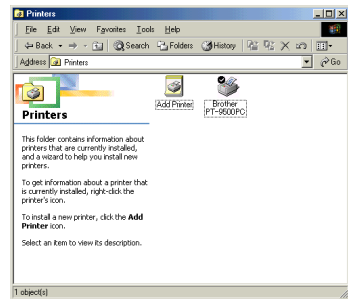 Printers
File Edit View Favorites Tools Help
Back Search Folders History
Address Printers Go
Printers
This folder contains information about
printers that are currently installed,
and a wizard to help you install new
printers.
To get information about a printer that
is currently installed, right-click the
printer's icon.
To install a new printer, click the Add
Printer icon.
Select an item to view its description.
Add Printer
Brother
PT-9500PC
1 object(s)